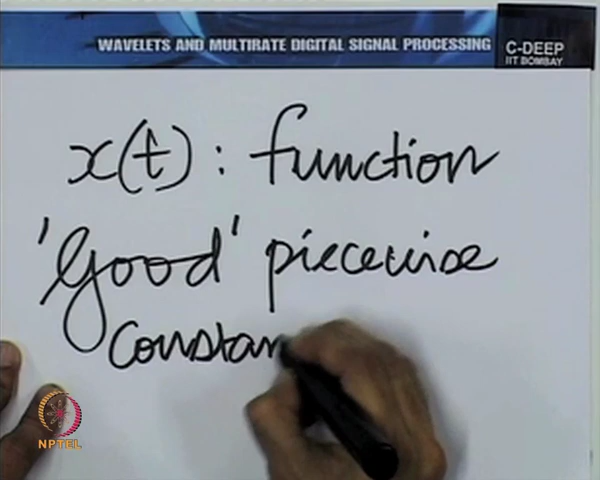 WAVELETS AND MULTIRATE DIGITAL SIGNAL PROCESSING
C-DEEP
IIT BOMBAY
x(t) : function
'Good' piecewise
Constan
NPTEL